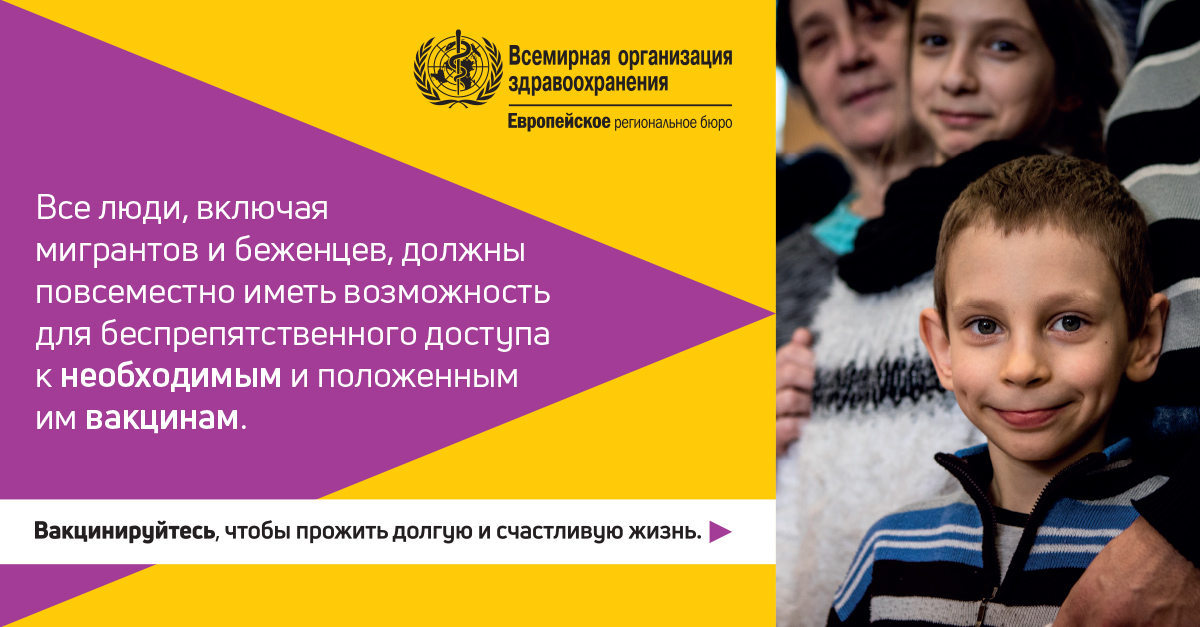 Всемирная организация
здравоохранения
Европейское региональное бюро
Все люди, включая
мигрантов и беженцев, должны
повсеместно иметь возможность
для беспрепятственного доступа
к необходимым и положенным
им вакцинам.
Вакцинируйтесь, чтобы прожить долгую и счастливую жизнь.